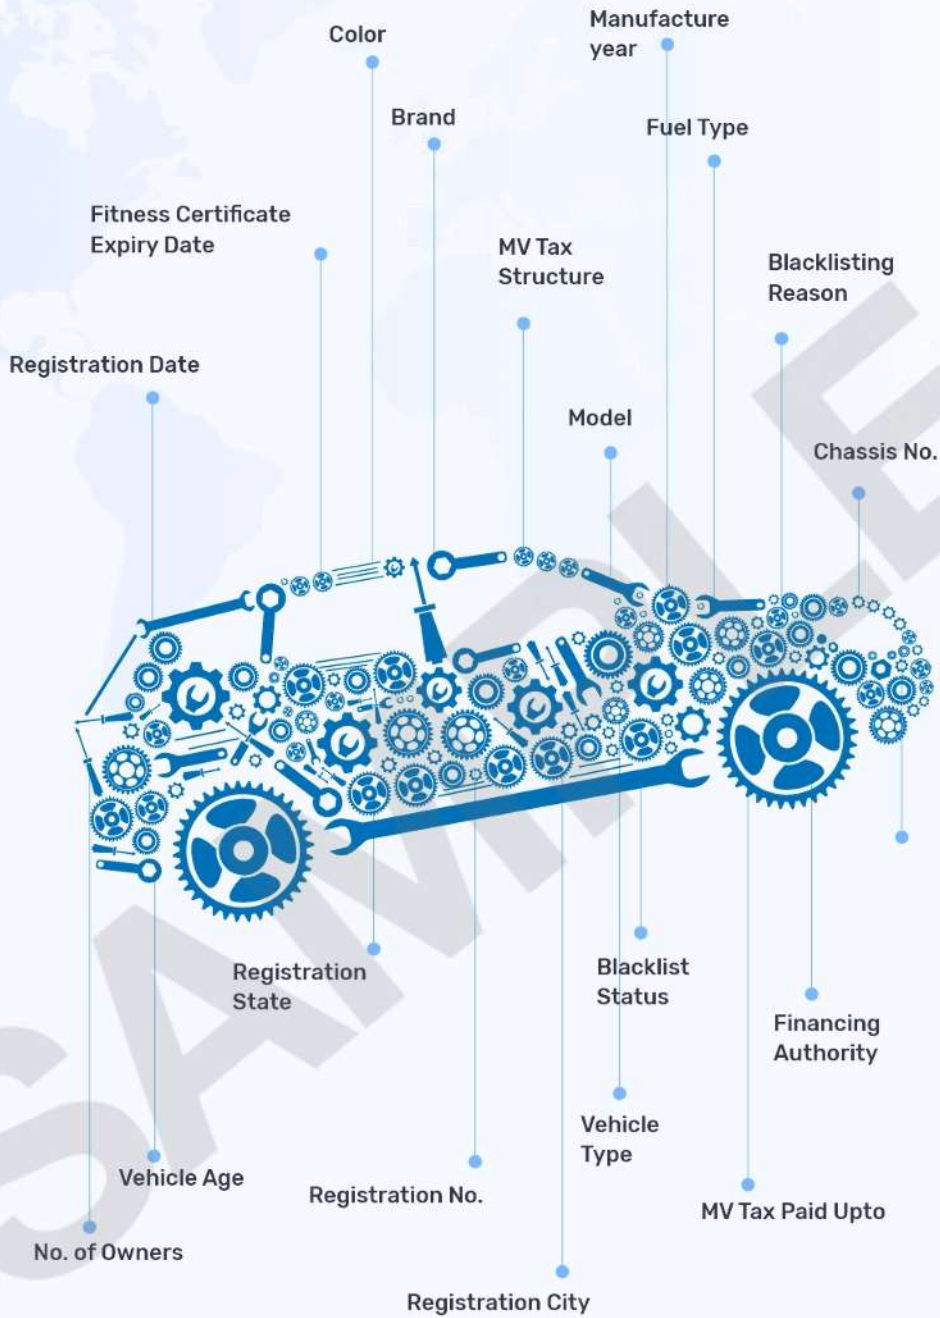 Manufacture
year
Color
Brand
Fuel Type
Fitness Certificate
Expiry Date
MV Tax
Structure
Blacklisting
Reason
Registration Date
Model
Chassis No.
Registration
State
Blacklist
Status
Financing
Authority
Vehicle
Type
Vehicle Age
Registration No.
MV Tax Paid Upto
No. of Owners
Registration City
SAMPLE